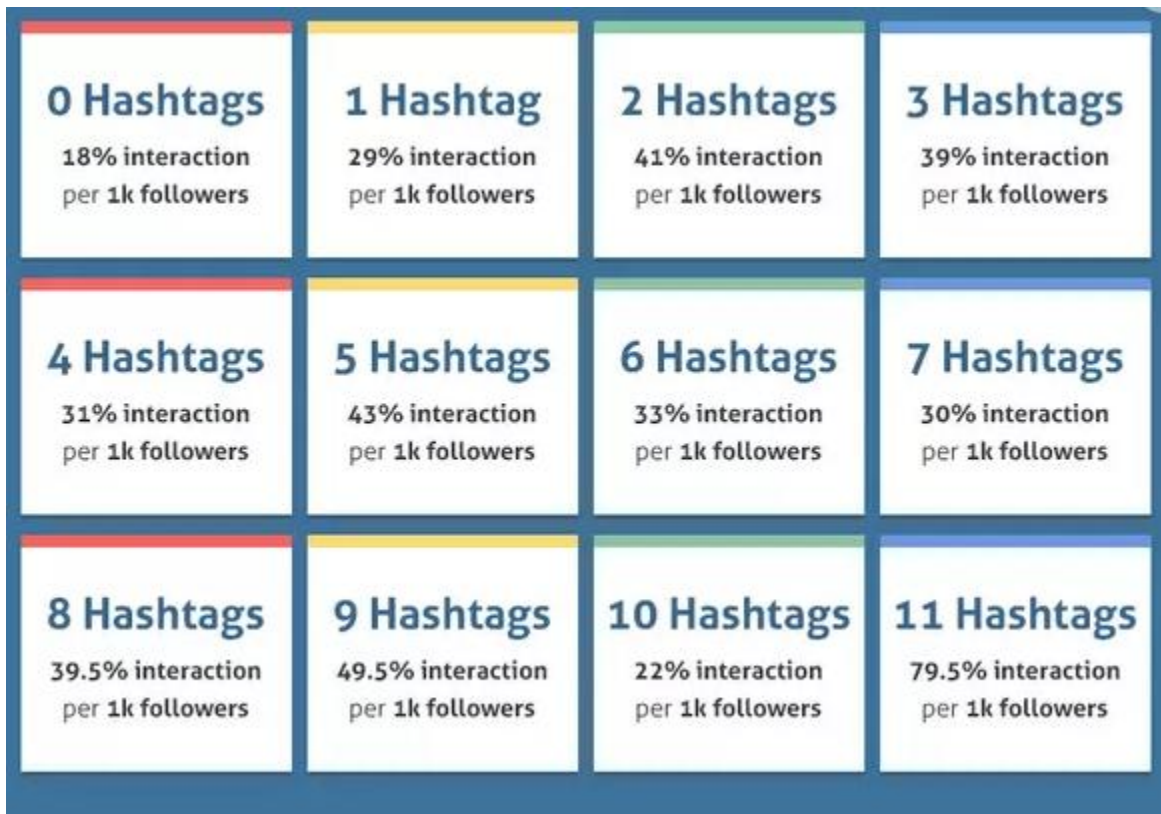 0 Hashtags
18% interaction
per 1k followers
1 Hashtag
29% interaction
per 1k followers
2 Hashtags
41% interaction
per 1k followers
3 Hashtags
39% interaction
per 1k followers
4 Hashtags
31% interaction
per 1k followers
5 Hashtags
43% interaction
per 1k followers
6 Hashtags
33% interaction
per 1k followers
7 Hashtags
30% interaction
per 1k followers
8 Hashtags
39.5% interaction
per 1k followers
9 Hashtags
49.5% interaction
per 1k followers
10 Hashtags
22% interaction
per 1k followers
11 Hashtags
79.5% interaction
per 1k followers